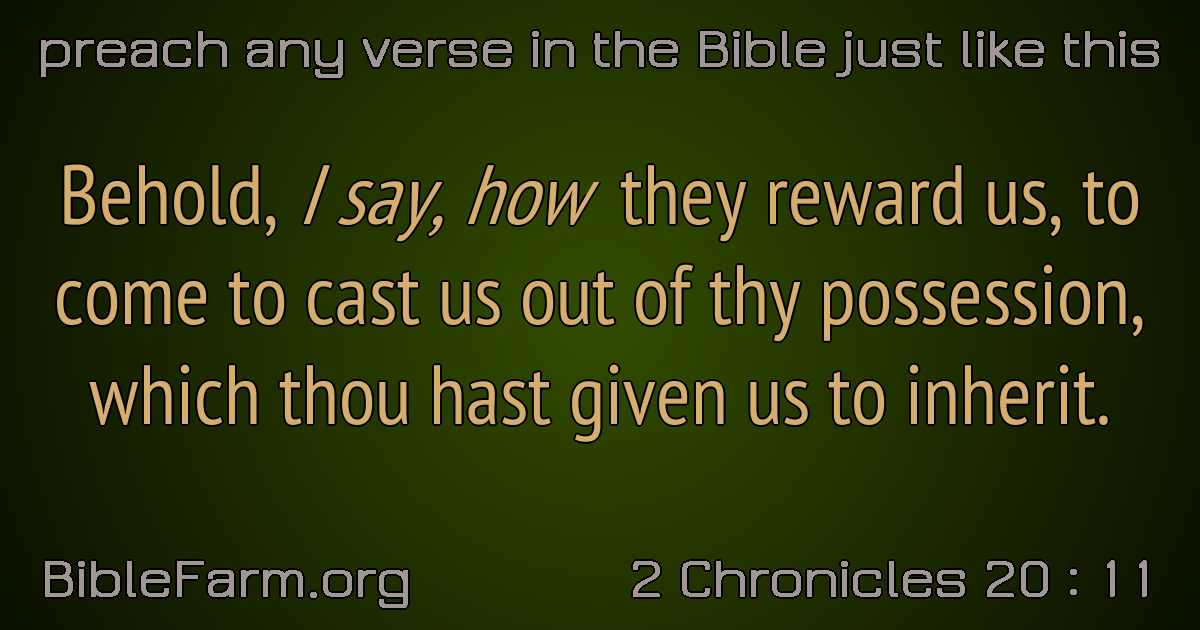 preach any verse in the Bible just like this
Behold, I say, how they reward us, to
come to cast us out of thy possession,
which thou hast given us to inherit.
BibleFarm.org
2 Chronicles 20 : 11